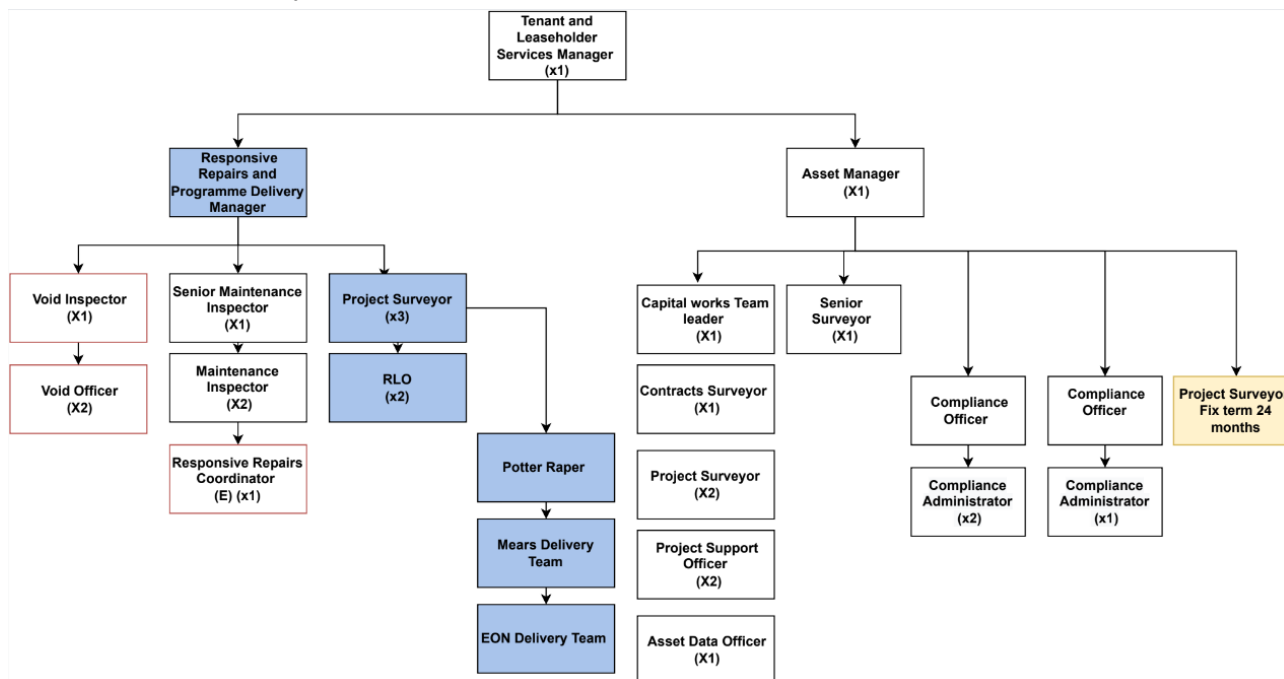 Tenant and
Leaseholder
Services Manager
(x1)
Responsive
Repairs and
Programme Delivery
Manager
Asset Manager
(X1)
Void Inspector
(X1)
Senior Maintenance
Inspector
(X1)
Project Surveyor
(x3)
Capital works Team
leader
(X1)
Senior
Surveyor
(X1)
Void Officer
(X2)
Maintenance
Inspector
(X2)
RLO
(x2)
Contracts Surveyor
(X1)
Compliance
Officer
Compliance
Officer
Project Surveyor
Fix term 24
months
Responsive Repairs
Coordinator
(E) (x1)
Potter Raper
Project Surveyor
(X2)
Compliance
Administrator
(x2)
Compliance
Administrator
(x1)
Mears Delivery
Team
Project Support
Officer
(X2)
EON Delivery Team
Asset Data Officer
(X1)